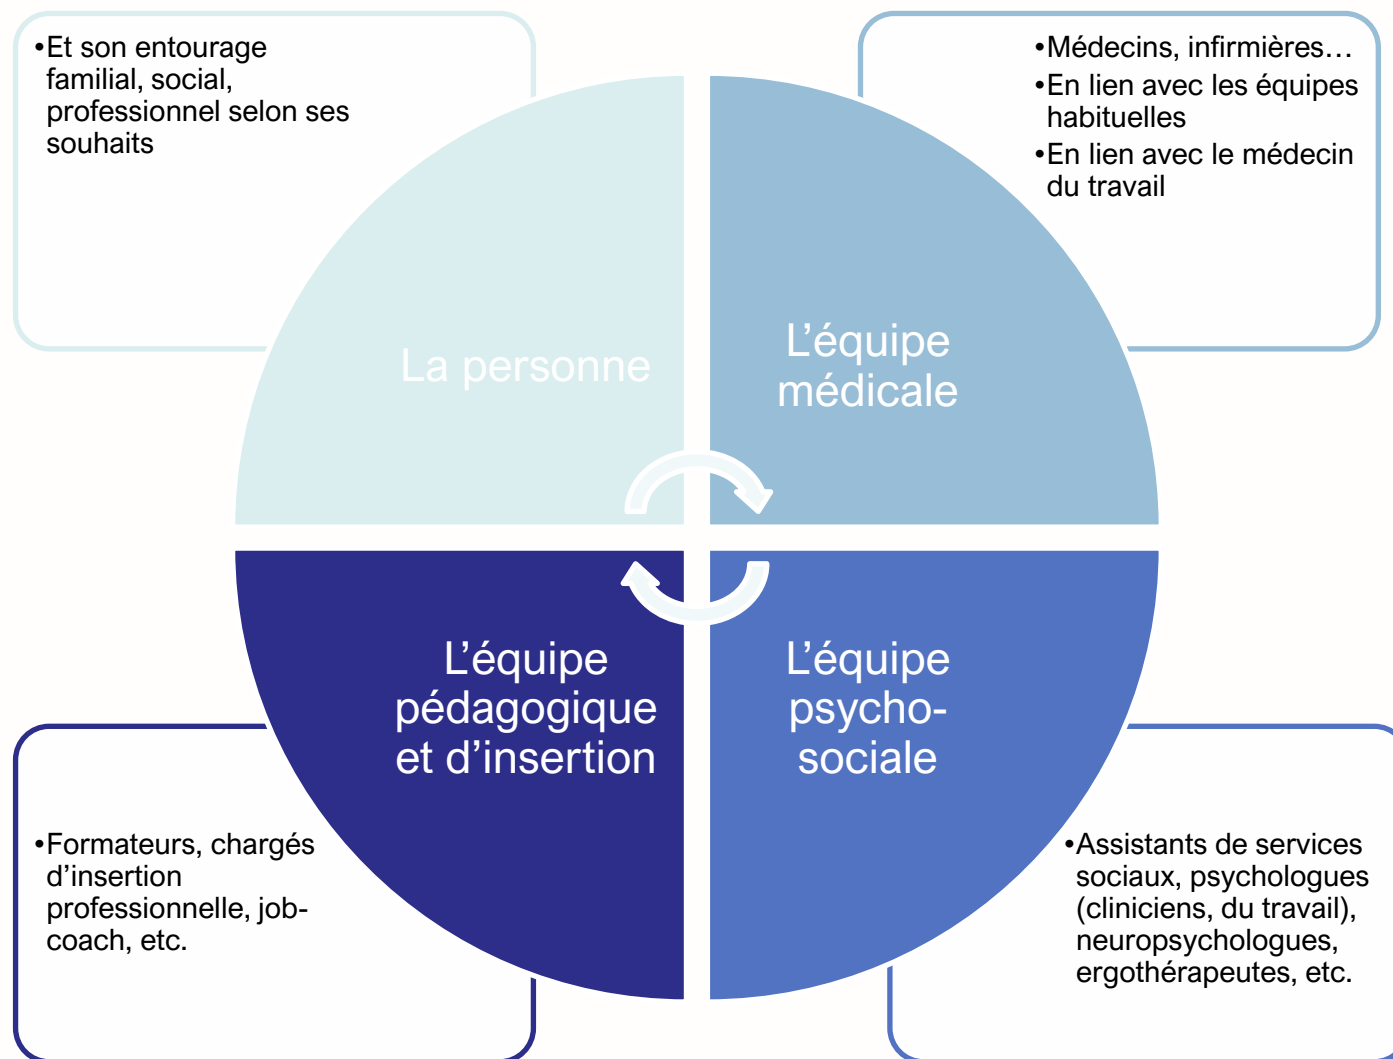 •Et son entourage
familial, social,
professionnel selon ses
souhaits
•Médecins, infirmières…
•En lien avec les équipes
habituelles
•En lien avec le médecin
du travail
La personne
L’équipe
médicale
L’équipe
pédagogique
et d’insertion
L’équipe
psycho-
sociale
•Formateurs, chargés
d’insertion
professionnelle, job-
coach, etc.
•Assistants de services
sociaux, psychologues
(cliniciens, du travail),
neuropsychologues,
ergothérapeutes, etc.